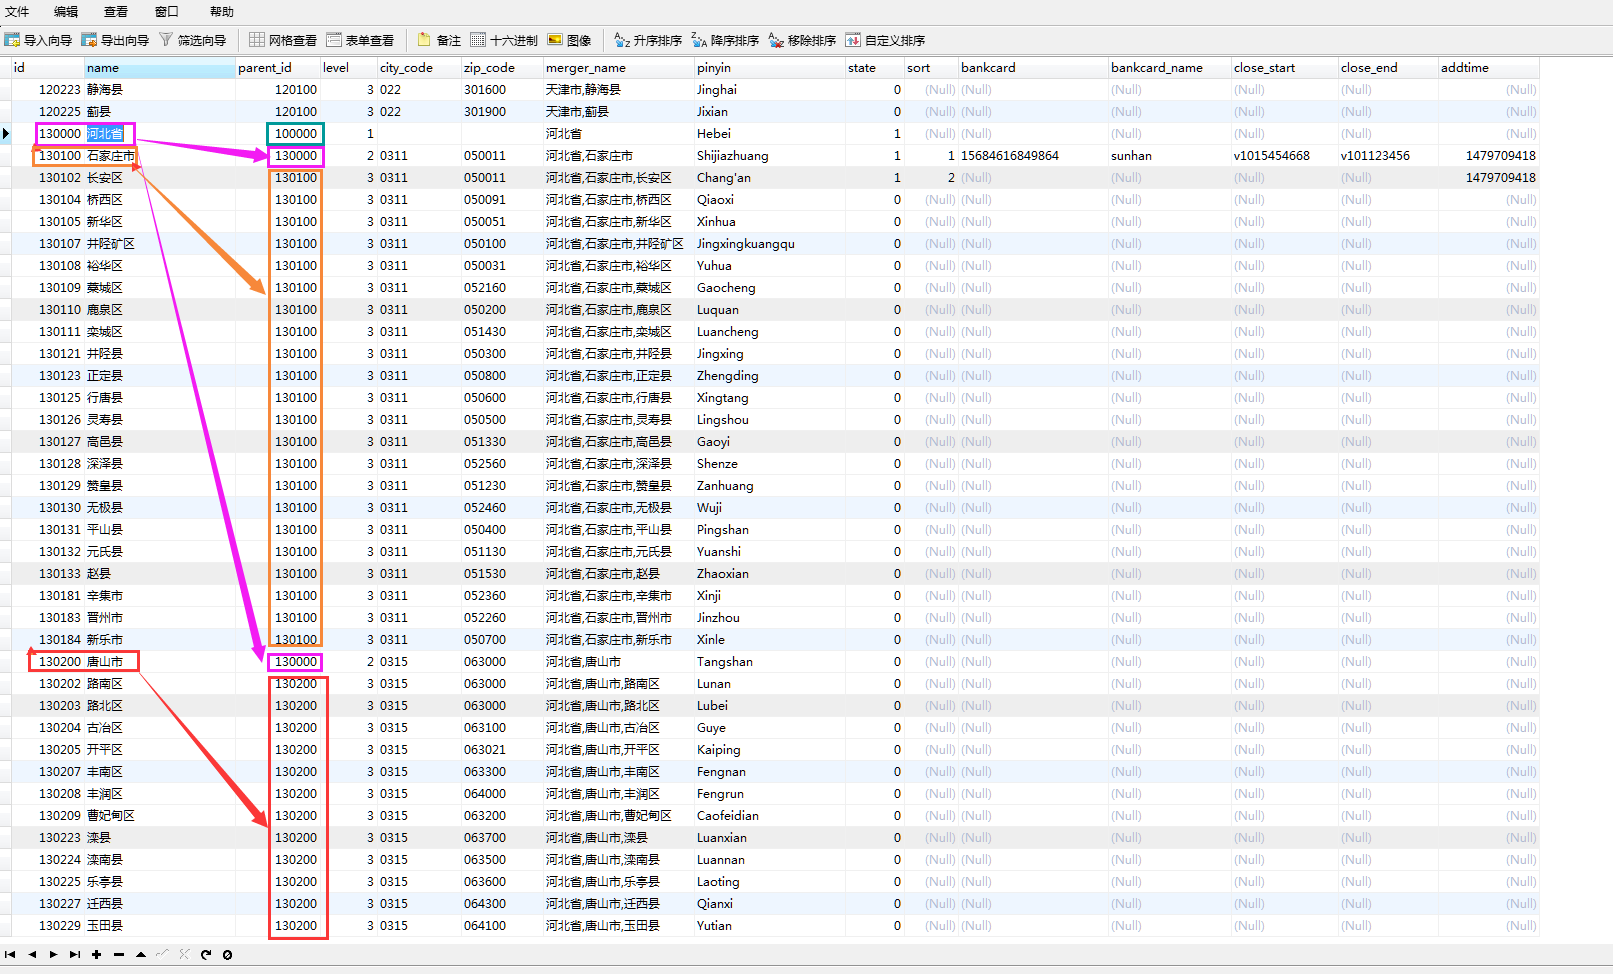 文件 编辑 查看 窗口 帮助
导入向导 导出向导 筛选向导 网格查看 表单查看 备注 十六进制 图像 升序排序 降序排序 移除排序 自定义排序
id name parent_id level city_code zip_code merger_name pinyin state sort bankcard bankcard_name close_start close_end addtime
120223 静海县 120100 3 022 301600 天津市,静海县 Jinghai 0 (Null) (Null) (Null) (Null) (Null) (Null)
120225 蓟县 120100 3 022 301900 天津市,蓟县 Jixian 0 (Null) (Null) (Null) (Null) (Null) (Null)
130000 河北省 100000 1 河北省 Hebei 1 (Null) (Null) (Null) (Null) (Null) (Null)
130100 石家庄市 130000 2 0311 050011 河北省,石家庄市 Shijiazhuang 1 1 15684616849864 sunhan v1015454668 v101123456 1479709418
130102 长安区 130100 3 0311 050011 河北省,石家庄市,长安区 Chang'an 1 2 (Null) (Null) (Null) (Null) 1479709418
130104 桥西区 130100 3 0311 050091 河北省,石家庄市,桥西区 Qiaoxi 0 (Null) (Null) (Null) (Null) (Null) (Null)
130105 新华区 130100 3 0311 050051 河北省,石家庄市,新华区 Xinhua 0 (Null) (Null) (Null) (Null) (Null) (Null)
130107 井陉矿区 130100 3 0311 050100 河北省,石家庄市,井陉矿区 Jingxingkuangqu 0 (Null) (Null) (Null) (Null) (Null) (Null)
130108 裕华区 130100 3 0311 050031 河北省,石家庄市,裕华区 Yuhua 0 (Null) (Null) (Null) (Null) (Null) (Null)
130109 藁城区 130100 3 0311 052160 河北省,石家庄市,藁城区 Gaocheng 0 (Null) (Null) (Null) (Null) (Null) (Null)
130110 鹿泉区 130100 3 0311 050200 河北省,石家庄市,鹿泉区 Luquan 0 (Null) (Null) (Null) (Null) (Null) (Null)
130111 栾城区 130100 3 0311 051430 河北省,石家庄市,栾城区 Luancheng 0 (Null) (Null) (Null) (Null) (Null) (Null)
130121 井陉县 130100 3 0311 050300 河北省,石家庄市,井陉县 Jingxing 0 (Null) (Null) (Null) (Null) (Null) (Null)
130123 正定县 130100 3 0311 050800 河北省,石家庄市,正定县 Zhengding 0 (Null) (Null) (Null) (Null) (Null) (Null)
130125 行唐县 130100 3 0311 050600 河北省,石家庄市,行唐县 Xingtang 0 (Null) (Null) (Null) (Null) (Null) (Null)
130126 灵寿县 130100 3 0311 050500 河北省,石家庄市,灵寿县 Lingshou 0 (Null) (Null) (Null) (Null) (Null) (Null)
130127 高邑县 130100 3 0311 051330 河北省,石家庄市,高邑县 Gaoyi 0 (Null) (Null) (Null) (Null) (Null) (Null)
130128 深泽县 130100 3 0311 052560 河北省,石家庄市,深泽县 Shenze 0 (Null) (Null) (Null) (Null) (Null) (Null)
130129 赞皇县 130100 3 0311 051230 河北省,石家庄市,赞皇县 Zanhuang 0 (Null) (Null) (Null) (Null) (Null) (Null)
130130 无极县 130100 3 0311 052460 河北省,石家庄市,无极县 Wuji 0 (Null) (Null) (Null) (Null) (Null) (Null)
130131 平山县 130100 3 0311 050400 河北省,石家庄市,平山县 Pingshan 0 (Null) (Null) (Null) (Null) (Null) (Null)
130132 元氏县 130100 3 0311 051130 河北省,石家庄市,元氏县 Yuanshi 0 (Null) (Null) (Null) (Null) (Null) (Null)
130133 赵县 130100 3 0311 051530 河北省,石家庄市,赵县 Zhaoxian 0 (Null) (Null) (Null) (Null) (Null) (Null)
130181 辛集市 130100 3 0311 052360 河北省,石家庄市,辛集市 Xinji 0 (Null) (Null) (Null) (Null) (Null) (Null)
130183 晋州市 130100 3 0311 052260 河北省,石家庄市,晋州市 Jinzhou 0 (Null) (Null) (Null) (Null) (Null) (Null)
130184 新乐市 130100 3 0311 050700 河北省,石家庄市,新乐市 Xinle 0 (Null) (Null) (Null) (Null) (Null) (Null)
130200 唐山市 130000 2 0315 063000 河北省,唐山市 Tangshan 0 (Null) (Null) (Null) (Null) (Null) (Null)
130202 路南区 130200 3 0315 063000 河北省,唐山市,路南区 Lunan 0 (Null) (Null) (Null) (Null) (Null) (Null)
130203 路北区 130200 3 0315 063000 河北省,唐山市,路北区 Lubei 0 (Null) (Null) (Null) (Null) (Null) (Null)
130204 古冶区 130200 3 0315 063100 河北省,唐山市,古冶区 Guye 0 (Null) (Null) (Null) (Null) (Null) (Null)
130205 开平区 130200 3 0315 063021 河北省,唐山市,开平区 Kaiping 0 (Null) (Null) (Null) (Null) (Null) (Null)
130207 丰南区 130200 3 0315 063300 河北省,唐山市,丰南区 Fengnan 0 (Null) (Null) (Null) (Null) (Null) (Null)
130208 丰润区 130200 3 0315 064000 河北省,唐山市,丰润区 Fengrun 0 (Null) (Null) (Null) (Null) (Null) (Null)
130209 曹妃甸区 130200 3 0315 063200 河北省,唐山市,曹妃甸区 Caofeidian 0 (Null) (Null) (Null) (Null) (Null) (Null)
130223 滦县 130200 3 0315 063700 河北省,唐山市,滦县 Luanxian 0 (Null) (Null) (Null) (Null) (Null) (Null)
130224 滦南县 130200 3 0315 063500 河北省,唐山市,滦南县 Luannan 0 (Null) (Null) (Null) (Null) (Null) (Null)
130225 乐亭县 130200 3 0315 063600 河北省,唐山市,乐亭县 Laoting 0 (Null) (Null) (Null) (Null) (Null) (Null)
130227 迁西县 130200 3 0315 064300 河北省,唐山市,迁西县 Qianxi 0 (Null) (Null) (Null) (Null) (Null) (Null)
130229 玉田县 130200 3 0315 064100 河北省,唐山市,玉田县 Yutian 0 (Null) (Null) (Null) (Null) (Null) (Null)